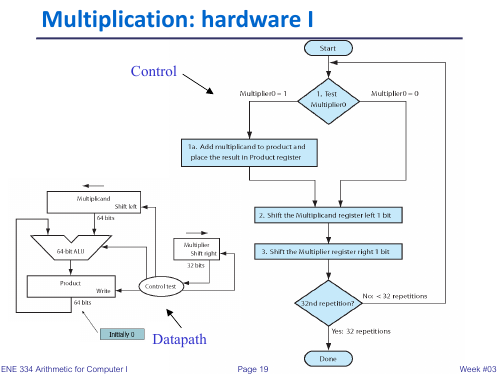 Multiplication: hardware I
Start
Control
Multiplier0 = 1
1. Test
Multiplier0
Multiplier0 = 0
1a. Add multiplicand to product and
place the result in Product register
2. Shift the Multiplicand register left 1 bit
3. Shift the Multiplier register right 1 bit
32nd repetition?
No: < 32 repetitions
Yes: 32 repetitions
Done
Multiplicand
Shift left
64 bits
64-bit ALU
Multiplier
Shift right
32 bits
Product
Write
Control test
64 bits
Initially 0
Datapath
ENE 334 Arithmetic for Computer I
Page 19
Week #03